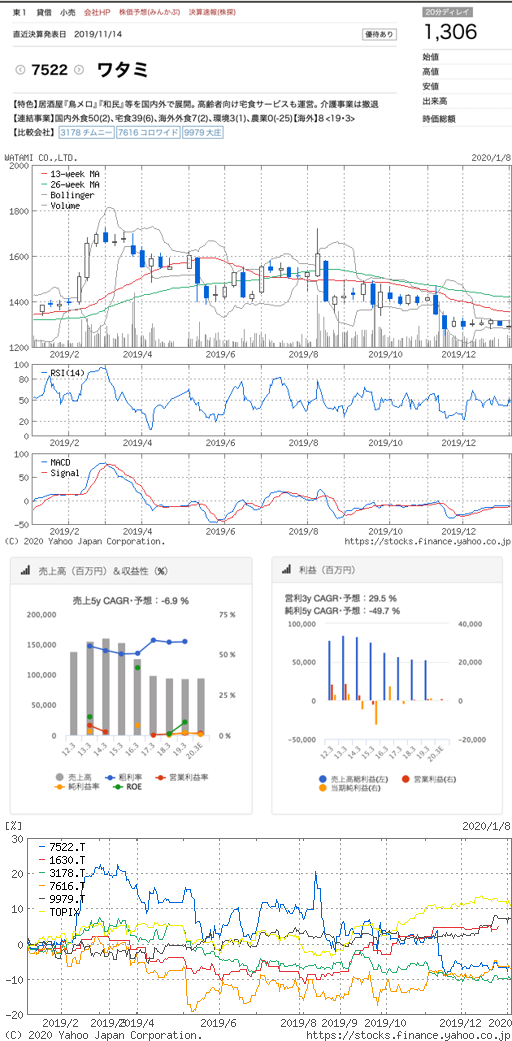 東1 貸借 小売 会社HP 株価予想(みんかぶ) 決算速報(株探)
20分ディレイ
直近決算発表日 2019/11/14
優待あり
1,306
7522 ワタミ
始値
高値
安値
出来高
時価総額
【特色】居酒屋『鳥メロ』『和民』等を国内外で展開。高齢者向け宅食サービスも運営。介護事業は撤退
【連結事業】国内外食50(2)、宅食39(6)、海外外食7(2)、環境3(1)、農業0(-25)【海外】8 <19・3>
【比較会社】 3178 チムニー 7616 コロワイド 9979 大庄
WATAMI CO.,LTD.
2020/1/8
2000
13-week MA
26-week MA
Bollinger
Volume
1800
1600
1400
1200
2019/2 2019/4 2019/6 2019/8 2019/10 2019/12
100
RSI(14)
80
50
20
0
2019/2 2019/4 2019/6 2019/8 2019/10 2019/12
100
MACD
Signal
50
0
-50
2019/2 2019/4 2019/6 2019/8 2019/10 2019/12
(C) 2020 Yahoo Japan Corporation. https://stocks.finance.yahoo.co.jp
売上高（百万円）＆収益性（%）
売上5y CAGR・予想：-6.9 %
200,000
150,000
100,000
50,000
0
75 %
50 %
25 %
0 %
12.3 13.3 14.3 15.3 16.3 17.3 18.3 19.3 20.3E
売上高 粗利率 営業利益率
純利益率 ROE
利益（百万円）
営利3y CAGR・予想：29.5 %
純利5y CAGR・予想：-49.7 %
100,000
50,000
0
-50,000
40,000
20,000
0
-20,000
12.3 13.3 14.3 15.3 16.3 17.3 18.3 19.3 20.3E
売上高総利益(左) 営業利益(右)
当期純利益(右)
[%]
2020/1/8
30
7522.T
1630.T
3178.T
7616.T
9979.T
TOPIX
20
10
0
-10
-20
2019/2 2019/4 2019/6 2019/8 2019/9 2019/10 2019/12 2020
(C) 2020 Yahoo Japan Corporation. https://stocks.finance.yahoo.co.jp